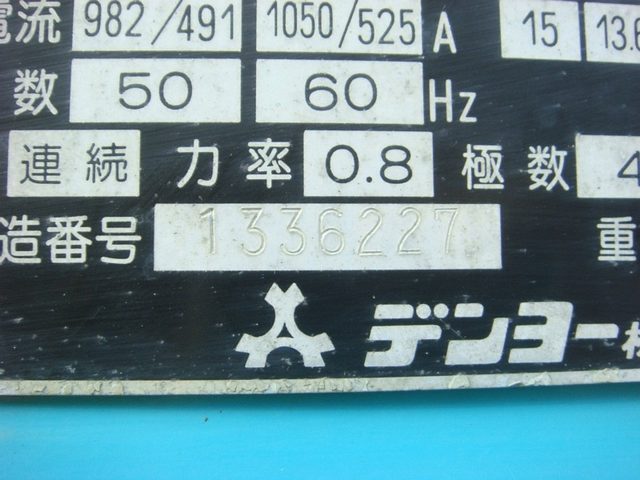 電流 982/491 1050/525 A 15 13.6
数 50 60 Hz
連続 力率 0.8 極数 4
造番号 1336227 重
デンヨー株